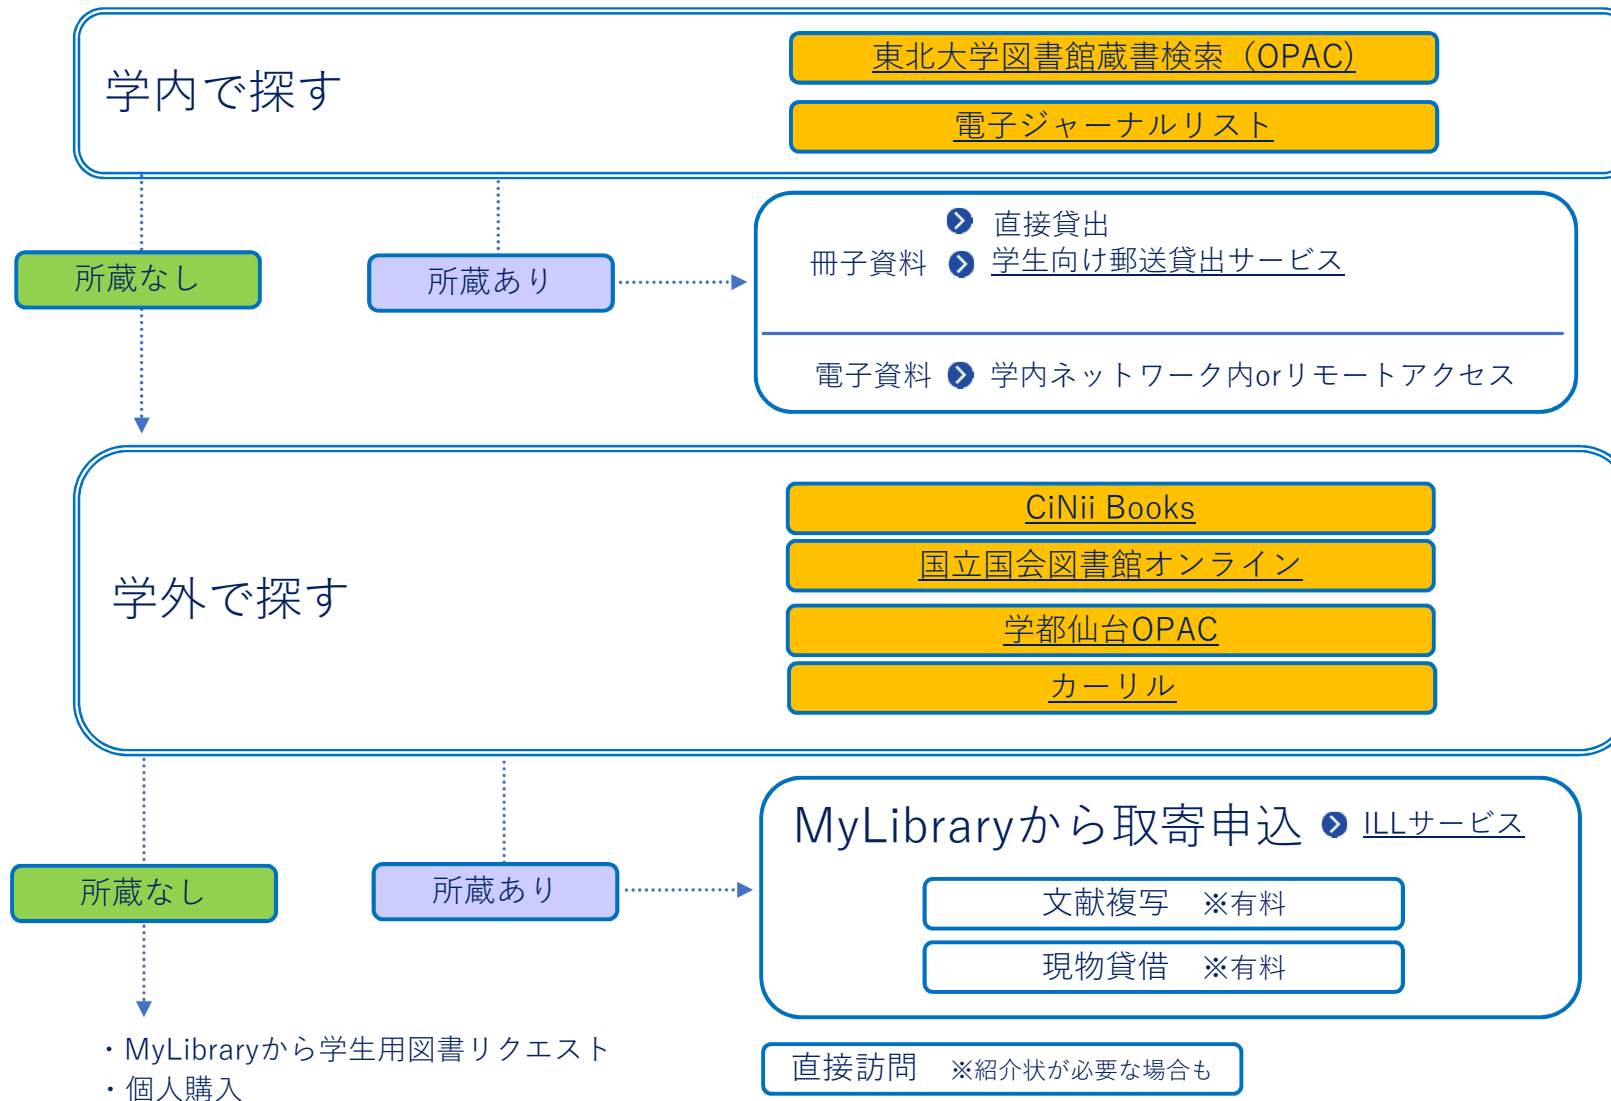 学内で探す
東北大学図書館蔵書検索（OPAC）
電子ジャーナルリスト
所蔵なし
所蔵あり
直接貸出
冊子資料
学生向け郵送貸出サービス
電子資料
学内ネットワーク内orリモートアクセス
学外で探す
CiNii Books
国立国会図書館オンライン
学都仙台OPAC
カーリル
所蔵なし
所蔵あり
MyLibraryから取寄申込
ILLサービス
文献複写　※有料
現物貸借　※有料
・MyLibraryから学生用図書リクエスト
・個人購入
直接訪問　※紹介状が必要な場合も